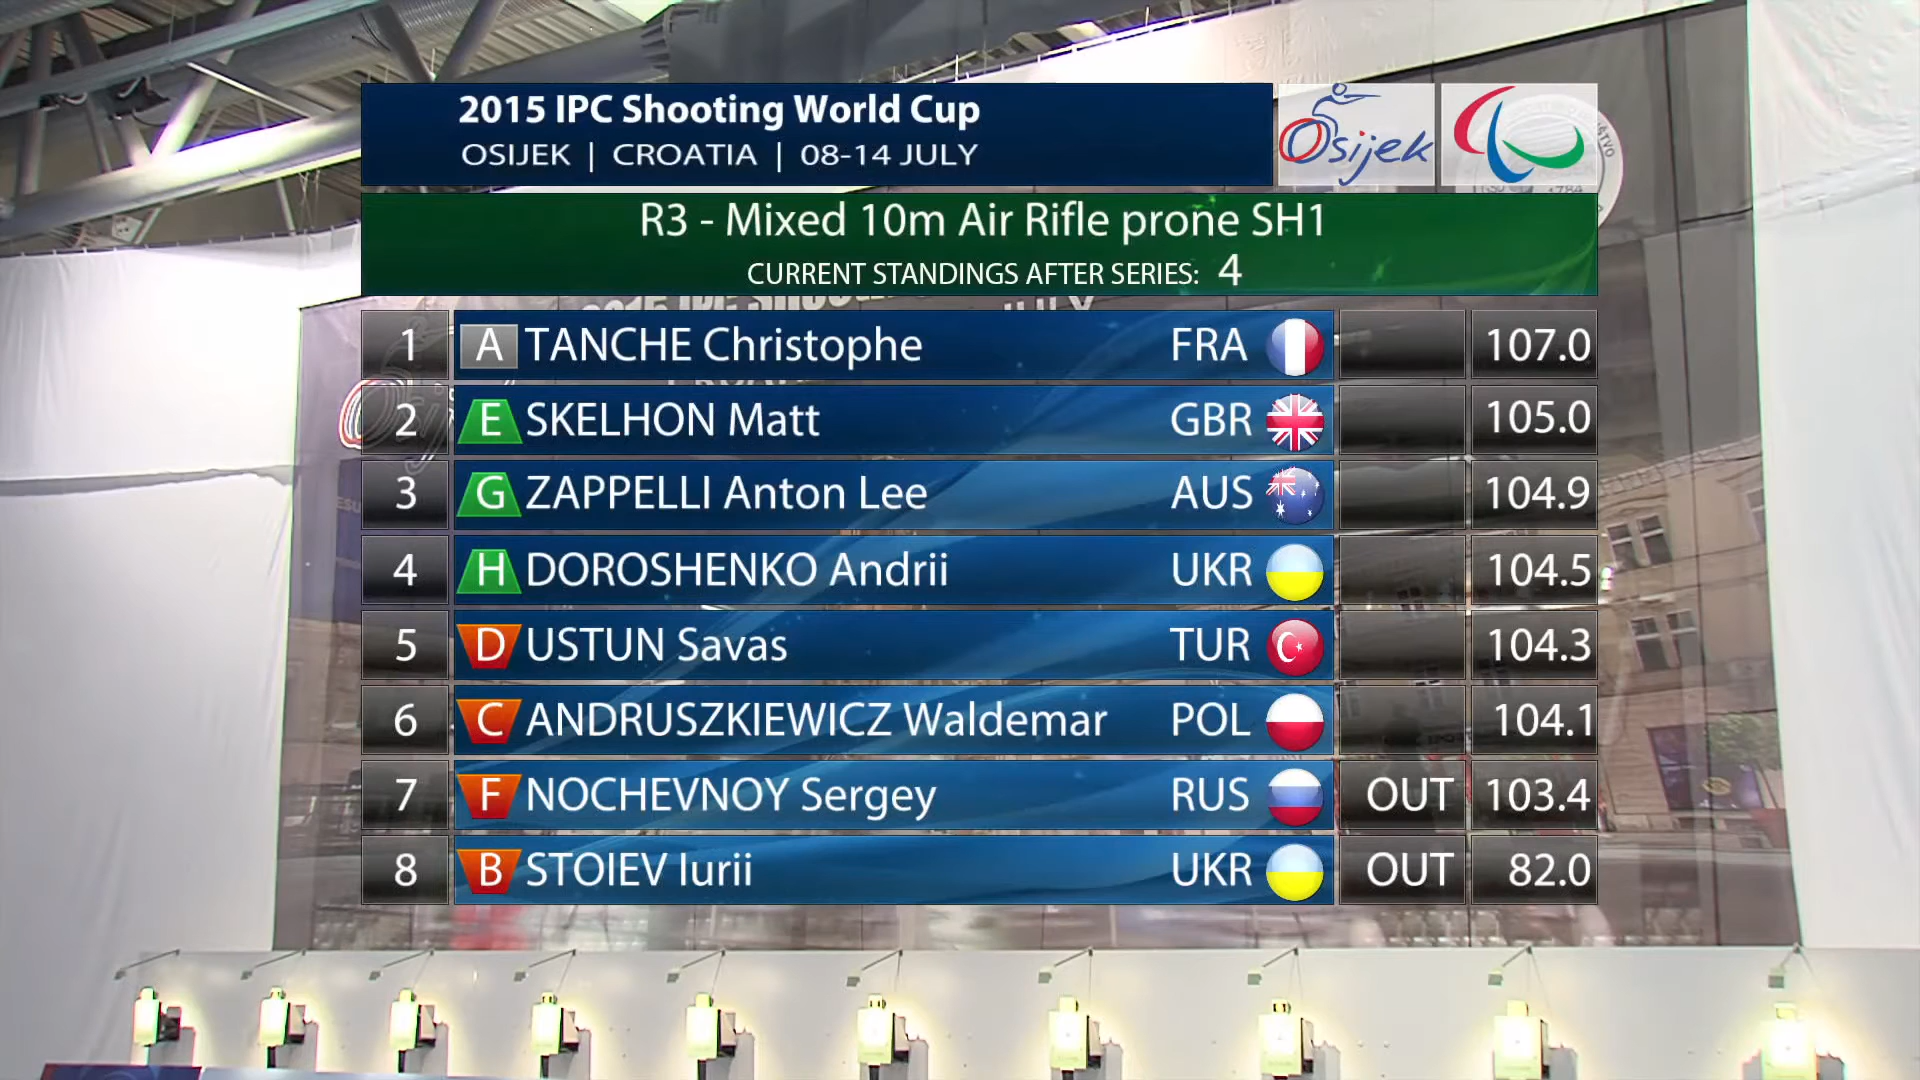 2015 IPC Shooting World Cup
OSIJEK | CROATIA | 08-14 JULY
Osijek
R3 - Mixed 10m Air Rifle prone SH1
CURRENT STANDINGS AFTER SERIES: 4
1 A TANCHE Christophe FRA 107.0
2 E SKELHON Matt GBR 105.0
3 G ZAPPELLI Anton Lee AUS 104.9
4 H DOROSHENKO Andrii UKR 104.5
5 D USTUN Savas TUR 104.3
6 C ANDRUSZKIEWICZ Waldemar POL 104.1
7 F NOCHEVNOY Sergey RUS OUT 103.4
8 B STOIEV Iurii UKR OUT 82.0